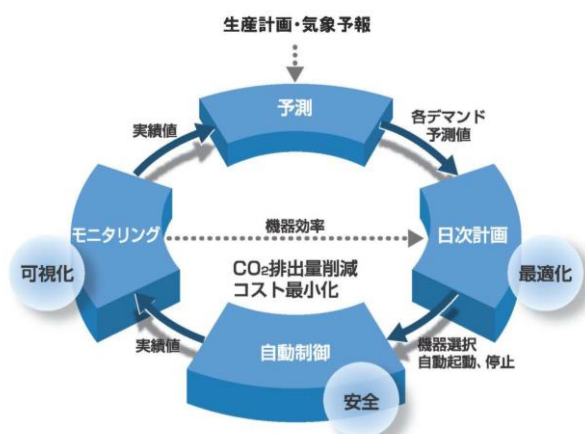 生産計画・気象予報
予測
実績値
各デマンド
予測値
モニタリング
機器効率
日次計画
可視化
CO₂排出量削減
コスト最小化
最適化
実績値
自動制御
機器選択
自動起動、停止
安全